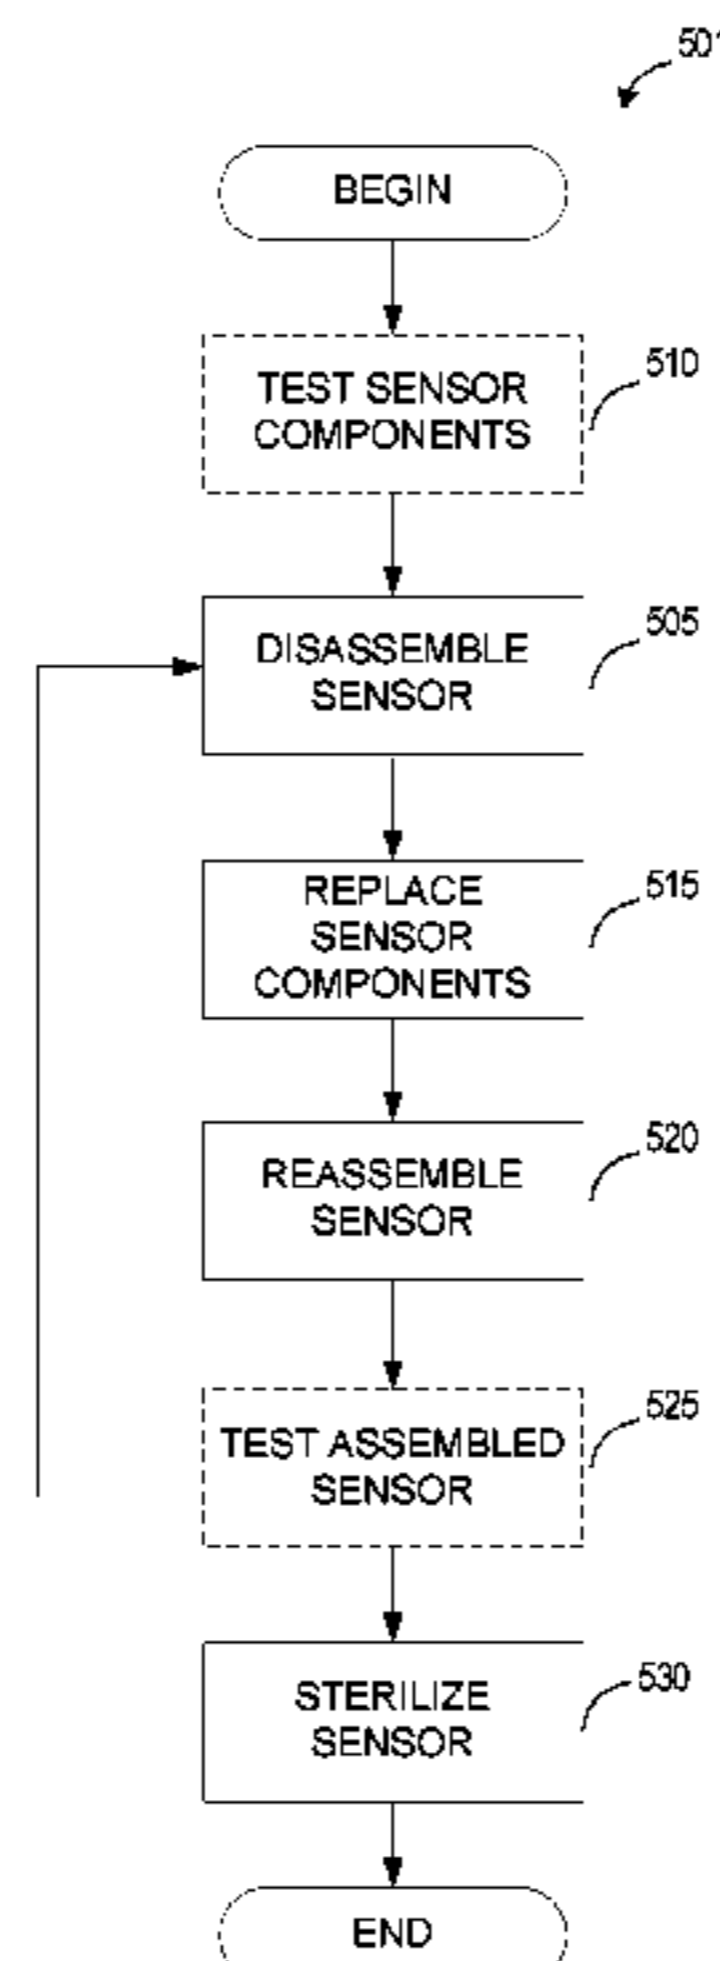 BEGIN
TEST SENSOR
COMPONENTS
510
DISASSEMBLE
SENSOR
505
REPLACE
SENSOR
COMPONENTS
515
REASSEMBLE
SENSOR
520
TEST ASSEMBLED
SENSOR
525
STERILIZE
SENSOR
530
END